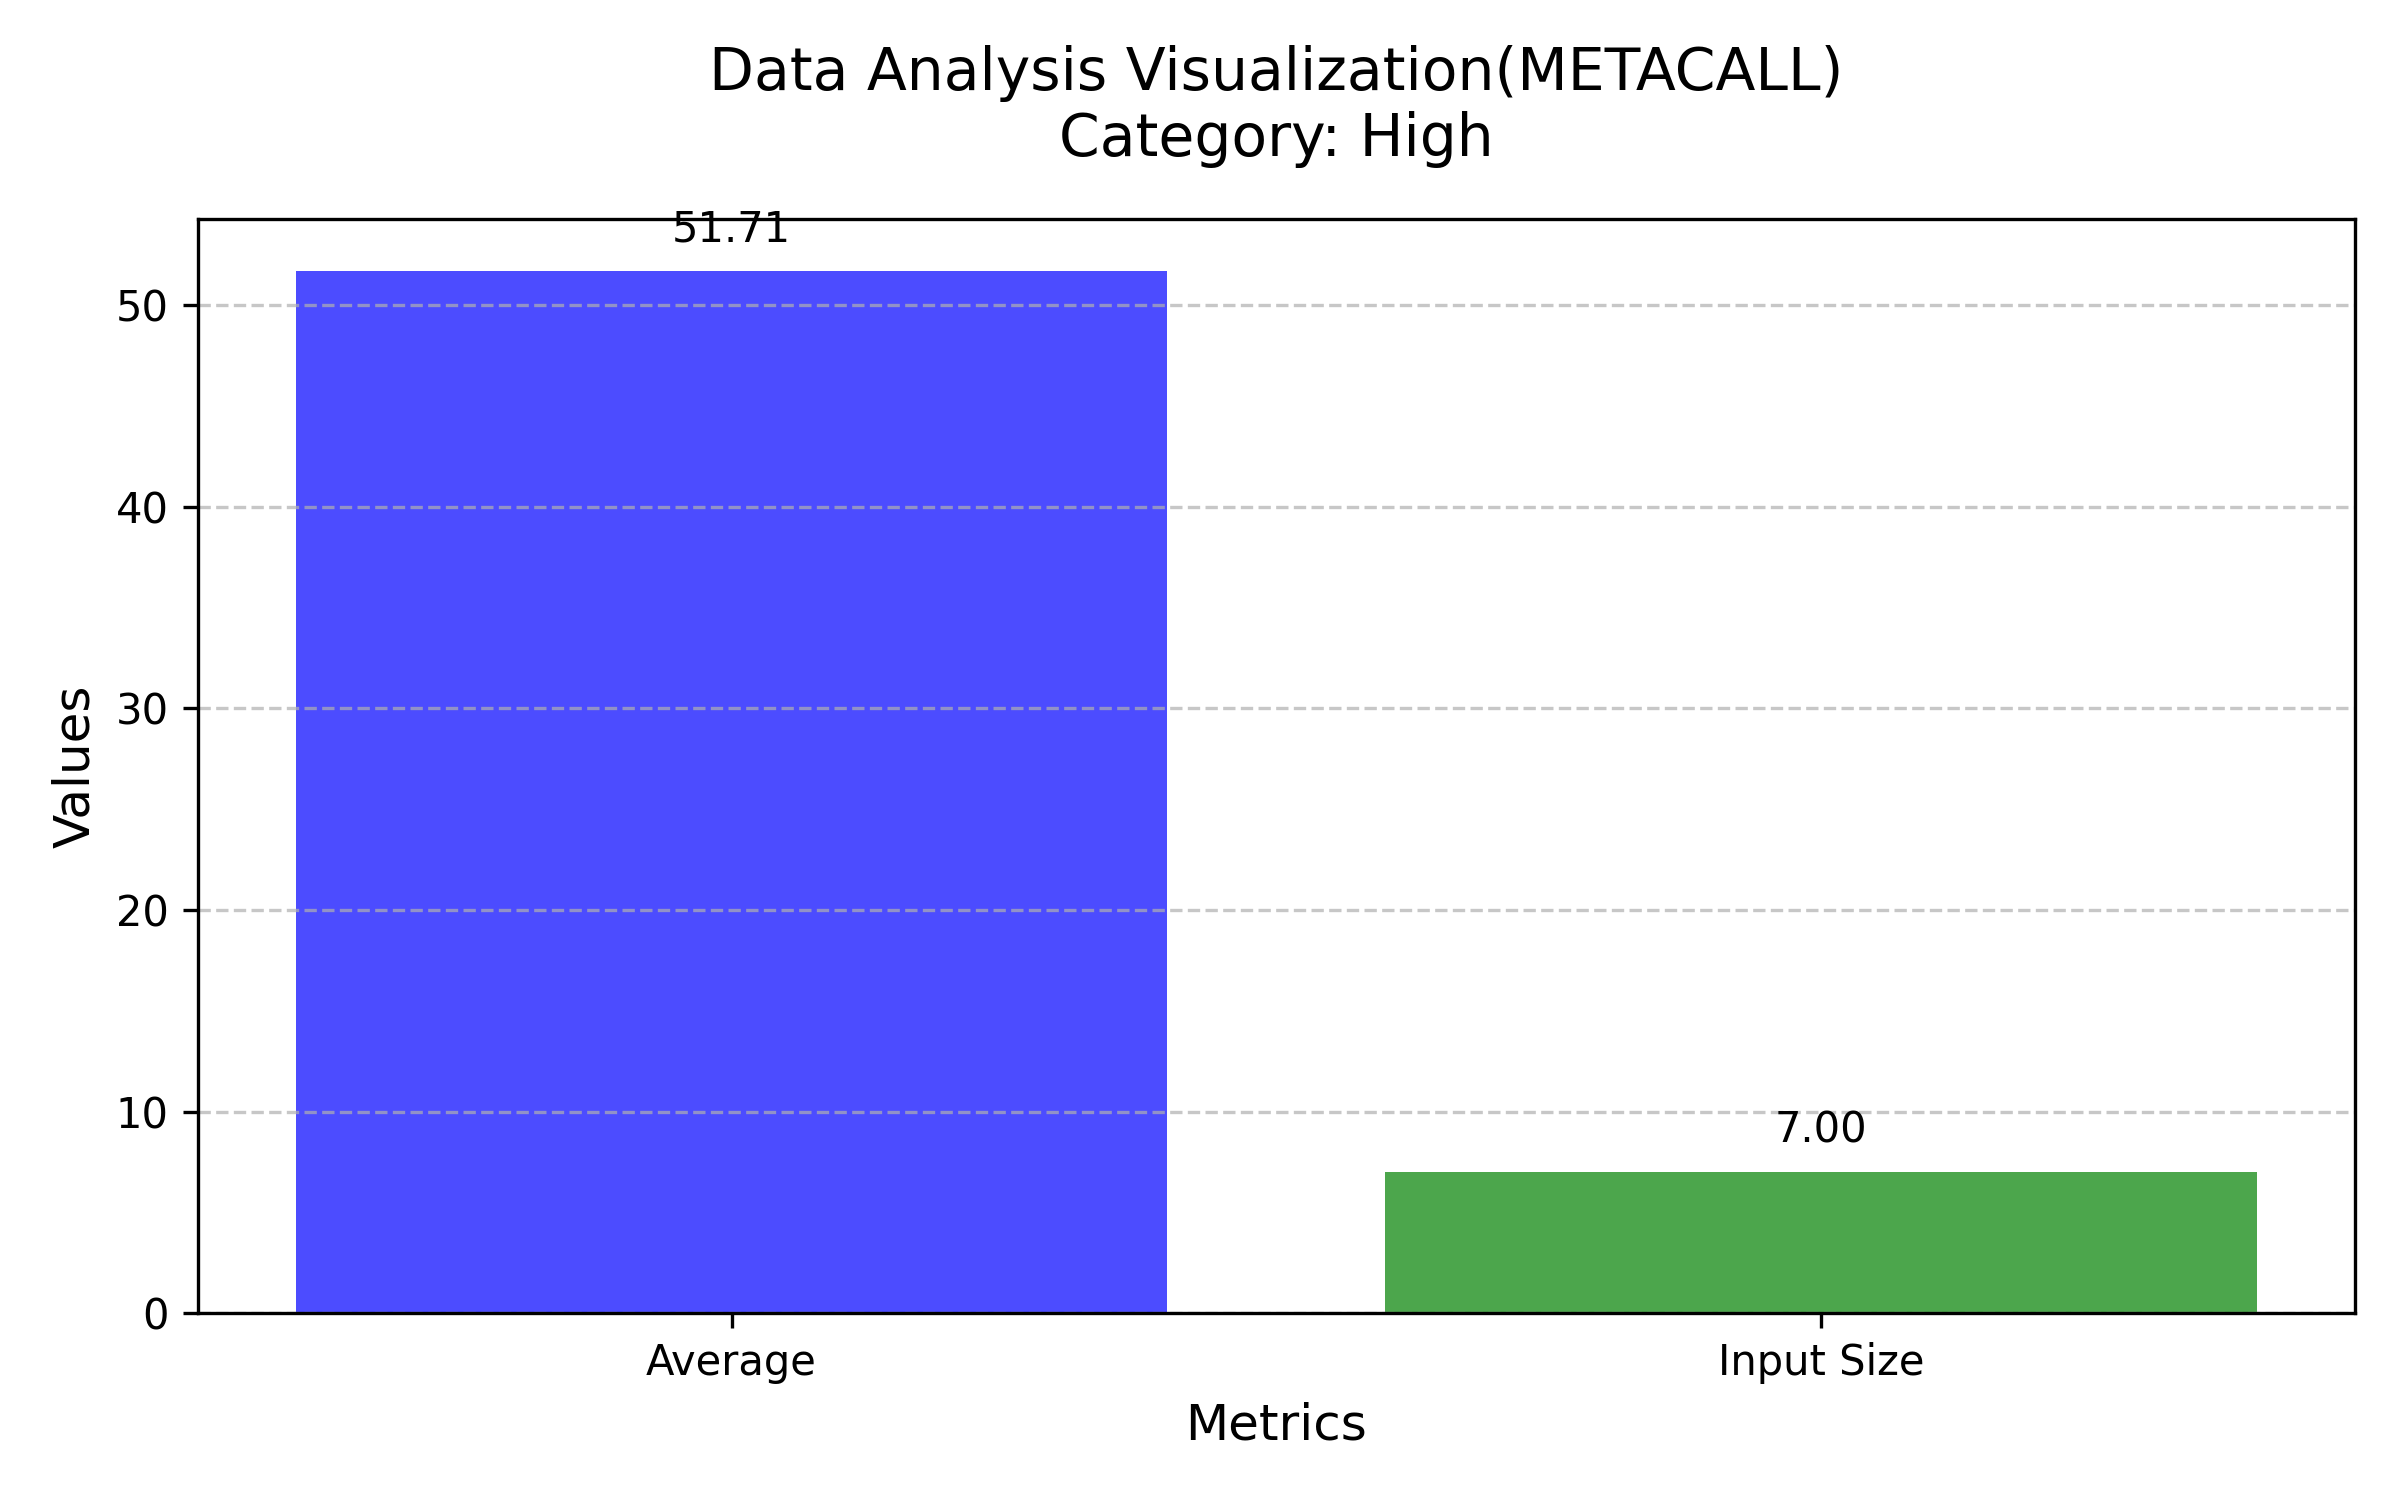 Data Analysis Visualization(METACALL)
Category: High
51.71
50
40
30
20
10
0
7.00
Values
Average
Input Size
Metrics